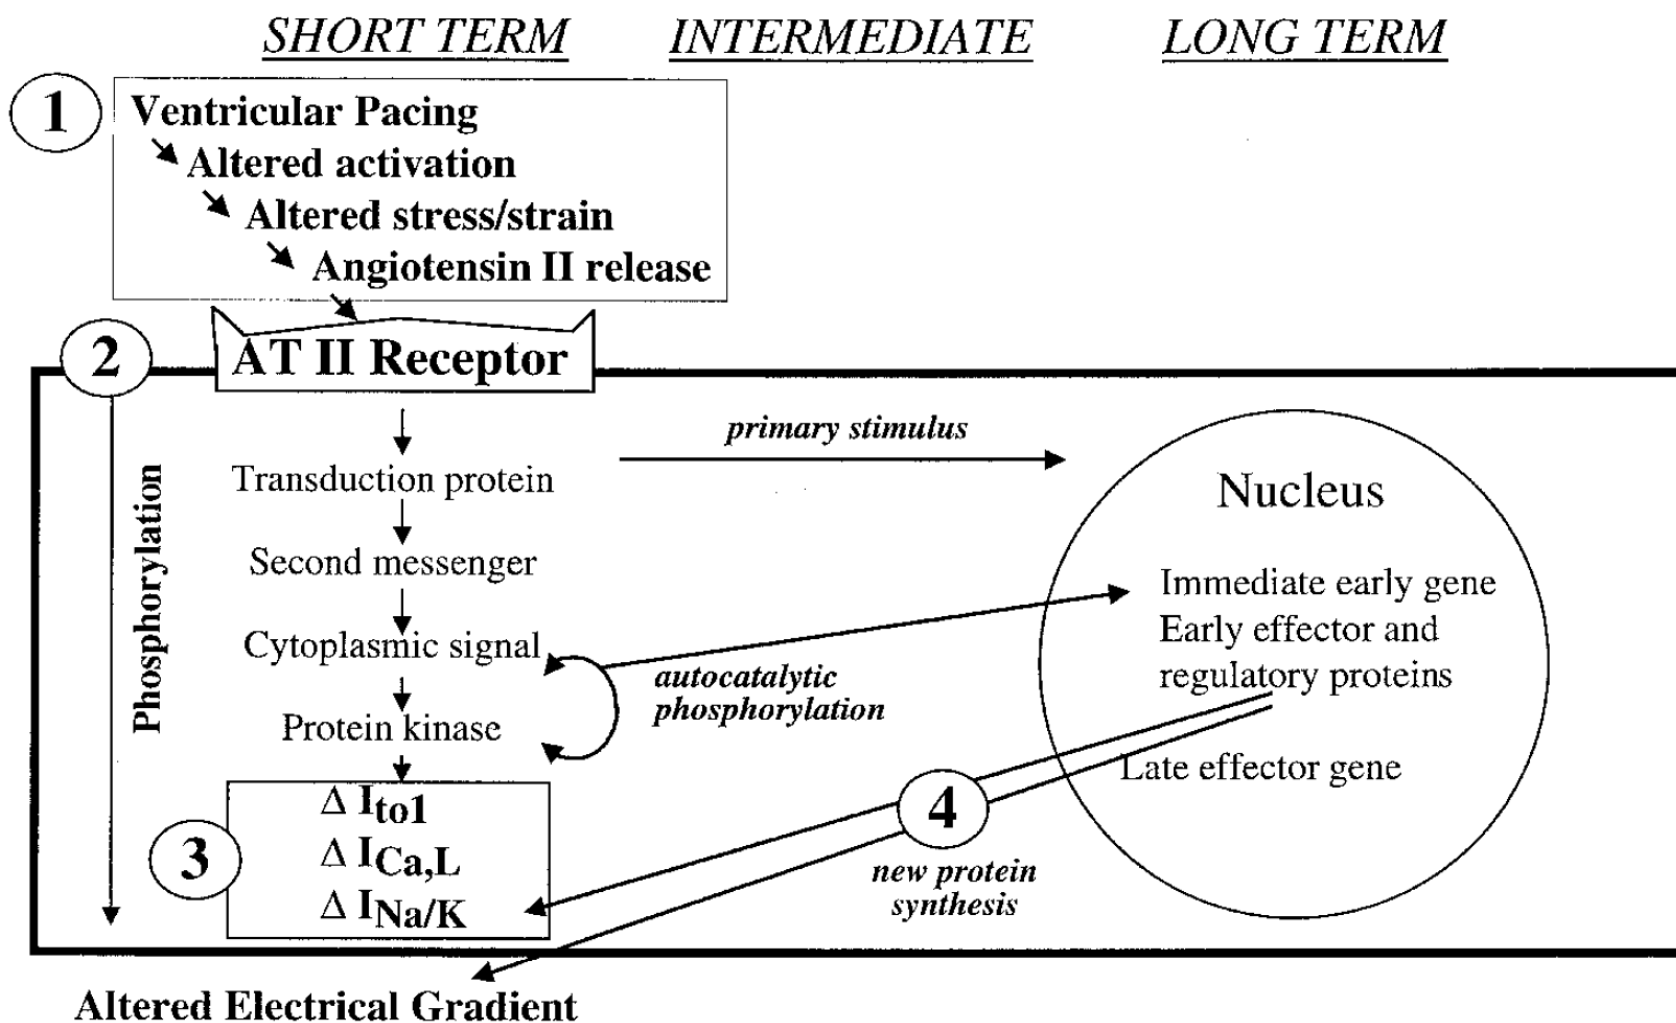 SHORT TERM INTERMEDIATE LONG TERM
1
Ventricular Pacing
Altered activation
Altered stress/strain
Angiotensin II release
2
AT II Receptor
Phosphorylation
Transduction protein
Second messenger
Cytoplasmic signal
Protein kinase
primary stimulus
autocatalytic
phosphorylation
Nucleus
Immediate early gene
Early effector and
regulatory proteins
Late effector gene
3
Δ Ito1
Δ ICa,L
Δ INa/K
4
new protein
synthesis
Altered Electrical Gradient